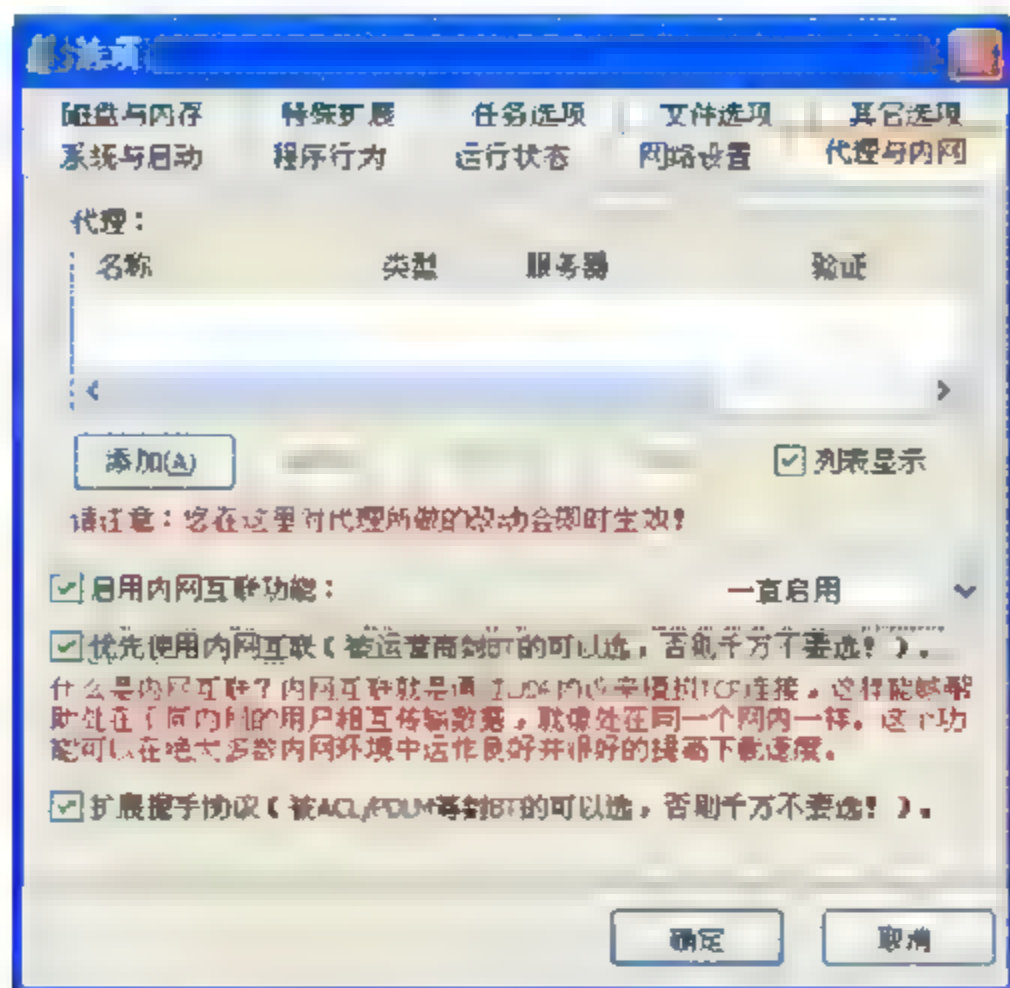 选项
磁盘与内存 特殊扩展 任务选项 文件选项 其它选项
系统与启动 程序行为 运行状态 网络设置 代理与内网
代理：
名称 类型 服务器 验证
添加(A) 列表显示
请注意：您在这里对代理所做的改动会即时生效！
启用内网互联功能： 一直启用
优先使用内网互联（被运营商封BT的可以选，否则千万不要选！）。
什么是内网互联？内网互联就是通 的 模拟TCP连接，这样能够帮
助处在不同内网的用户相互传输数据，就像处在同一个网内一样。这个功
能可以在绝大多数内网环境中运作良好并很好的提高下载速度。
扩展握手协议（被ACL/PDLM等封BT的可以选，否则千万不要选！）。
确定 取消